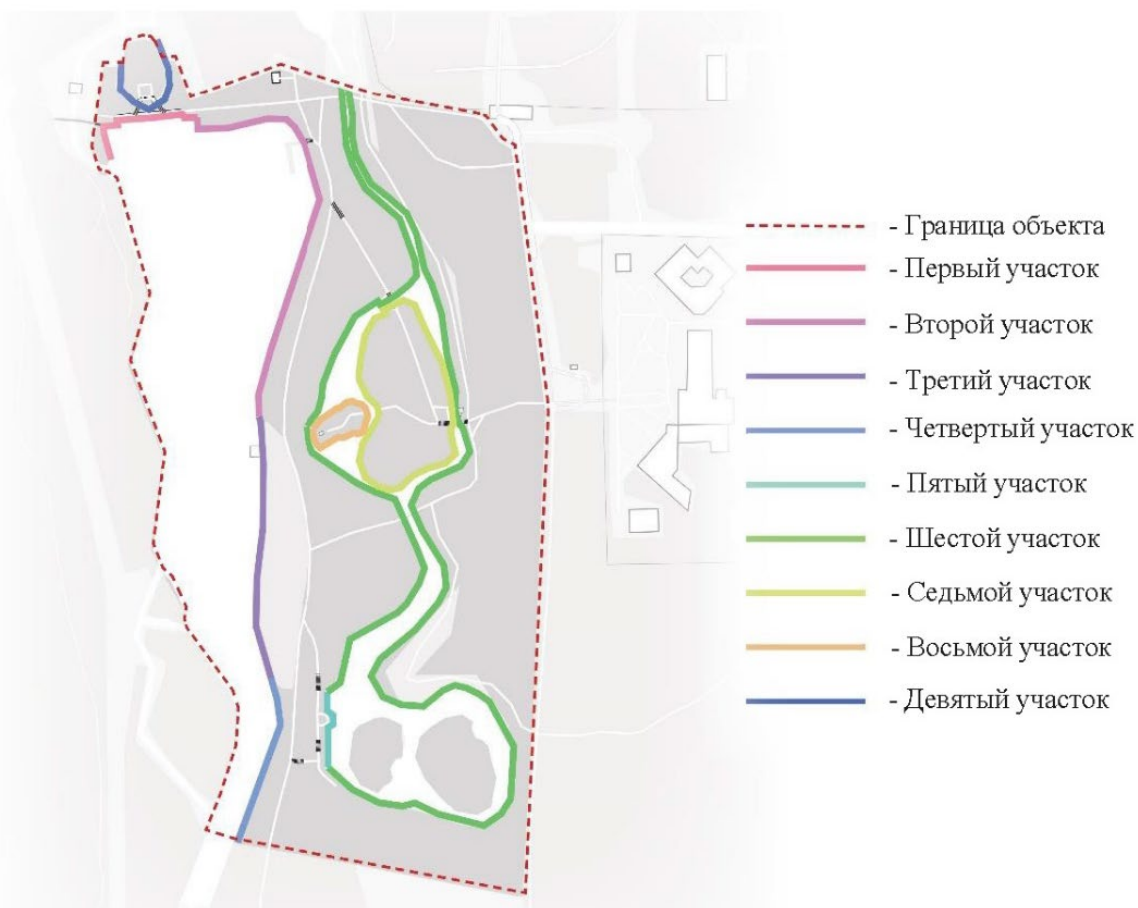 - Граница объекта
- Первый участок
- Второй участок
- Третий участок
- Четвертый участок
- Пятый участок
- Шестой участок
- Седьмой участок
- Восьмой участок
- Девятый участок